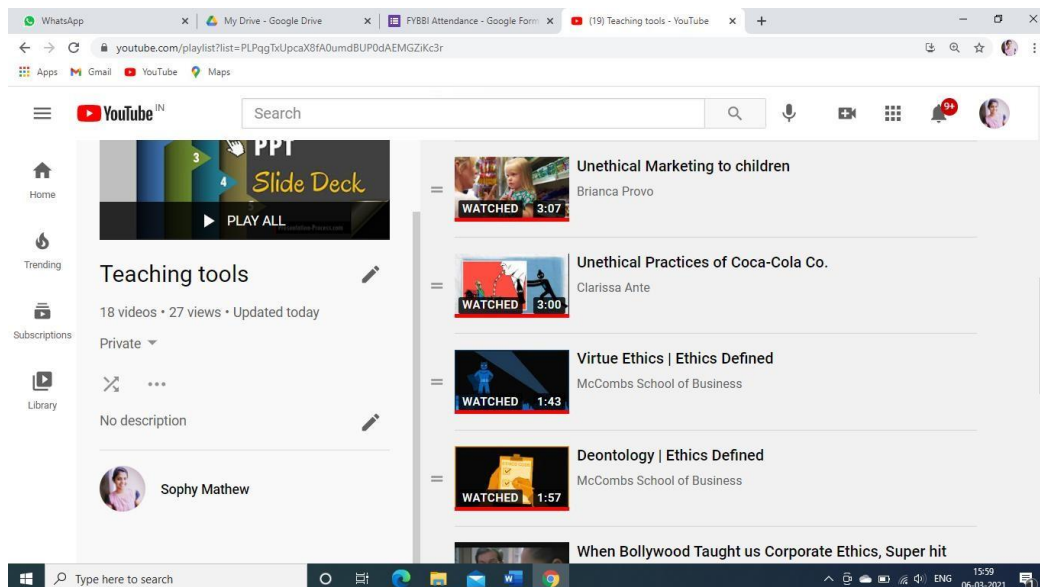 WhatsApp
My Drive - Google Drive
FYBBI Attendance - Google Form
(19) Teaching tools - YouTube
youtube.com/playlist?list=PLPqgTxUpcaX8fA0umdBUP0dAEMGZiKc3r
Apps
Gmail
YouTube
Maps
YouTube IN
Search
9+
Home
Trending
Subscriptions
Library
3
4
PPT
Slide Deck
PLAY ALL
Teaching tools
18 videos • 27 views • Updated today
Private
No description
Sophy Mathew
WATCHED 3:07
Unethical Marketing to children
Brianca Provo
WATCHED 3:00
Unethical Practices of Coca-Cola Co.
Clarissa Ante
WATCHED 1:43
Virtue Ethics | Ethics Defined
McCombs School of Business
WATCHED 1:57
Deontology | Ethics Defined
McCombs School of Business
When Bollywood Taught us Corporate Ethics, Super hit
Type here to search
ENG
15:59
06-03-2021